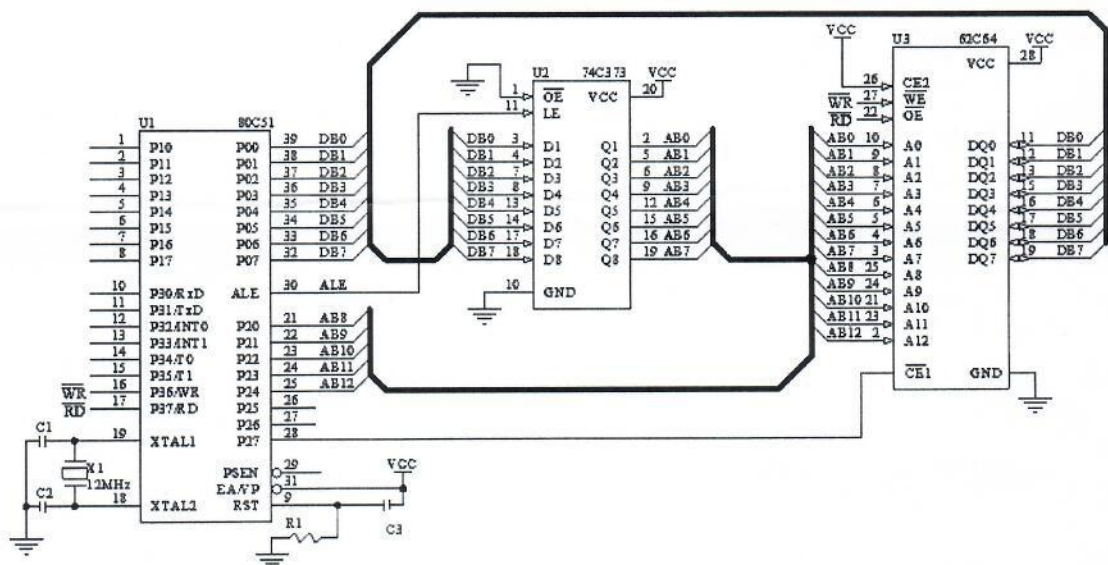 U1 80C51
1 P10 P00 39 DB0
2 P11 P01 38 DB1
3 P12 P02 37 DB2
4 P13 P03 36 DB3
5 P14 P04 35 DB4
6 P15 P05 34 DB5
7 P16 P06 33 DB6
8 P17 P07 32 DB7
10 P30/RxD ALE 30 ALE
11 P31/TxD
12 P32/INT0 P20 21 AB8
13 P33/INT1 P21 22 AB9
14 P34/T0 P22 23 AB10
15 P35/T1 P23 24 AB11
WR 16 P36/WR P24 25 AB12
RD 17 P37/RD P25 26
P26 27
19 XTAL1 P27 28
PSEN 29
EA/VP 31
18 XTAL2 RST 9
C1
X1
12MHz
C2
R1
VCC
C3
U2 74C373
1 OE VCC 20 VCC
11 LE
DB0 3 D1 Q1 2 AB0
DB1 4 D2 Q2 5 AB1
DB2 7 D3 Q3 6 AB2
DB3 8 D4 Q4 9 AB3
DB4 13 D5 Q5 12 AB4
DB5 14 D6 Q6 15 AB5
DB6 17 D7 Q7 16 AB6
DB7 18 D8 Q8 19 AB7
10 GND
U3 62C64
VCC
VCC 28 VCC
26 CE2
WR 27 WE
RD 22 OE
AB0 10 A0 DQ0 11 DB0
AB1 9 A1 DQ1 12 DB1
AB2 8 A2 DQ2 13 DB2
AB3 7 A3 DQ3 15 DB3
AB4 6 A4 DQ4 16 DB4
AB5 5 A5 DQ5 17 DB5
AB6 4 A6 DQ6 18 DB6
AB7 3 A7 DQ7 19 DB7
AB8 25 A8
AB9 24 A9
AB10 21 A10
AB11 23 A11
AB12 2 A12
CE1 GND